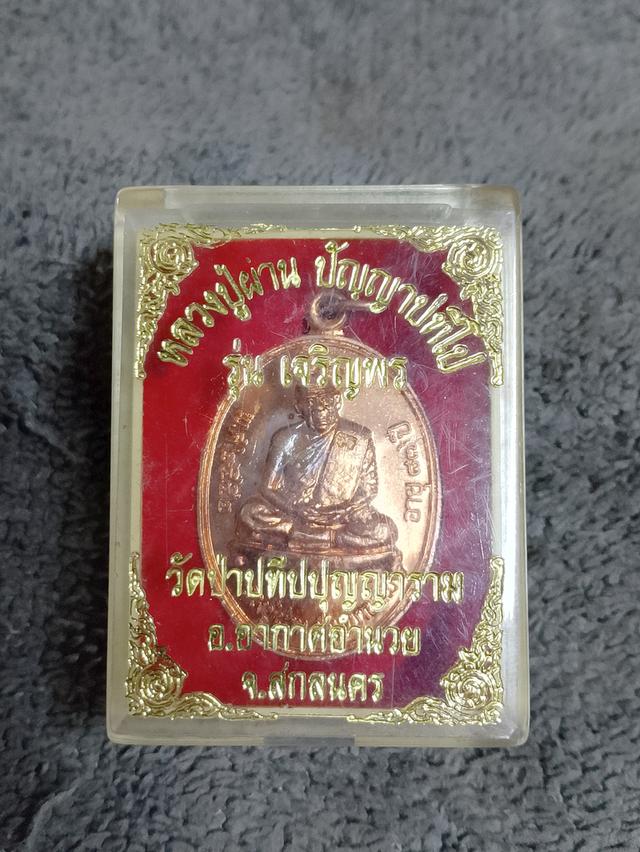 หลวงปู่ผ่าน ปัญญาปทีโป
รุ่น เจริญพร
วัดป่าปทีปปุญญาราม
อ.อากาศอำนวย
จ.สกลนคร